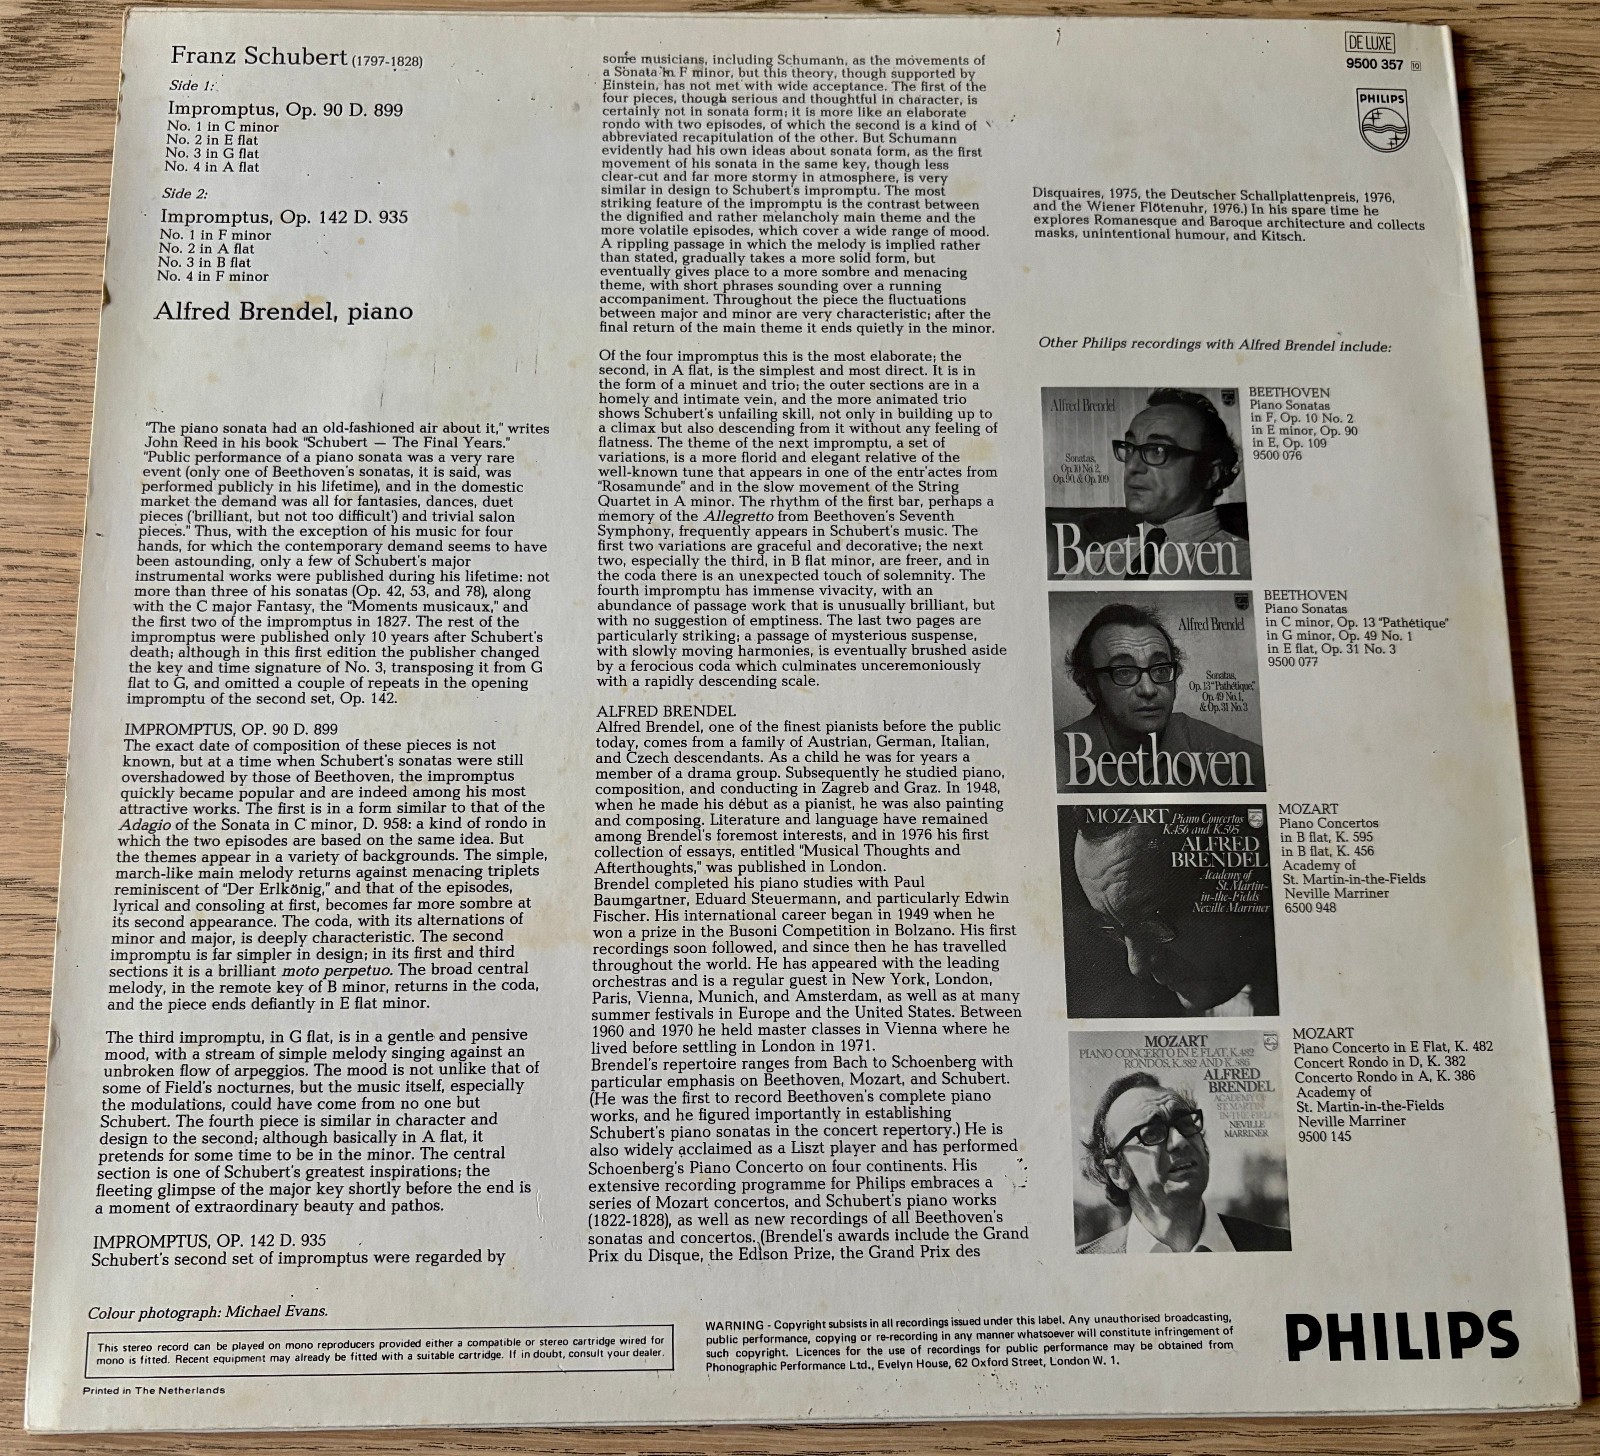 Franz Schubert (1797-1828)
Side 1:
Impromptus, Op. 90 D. 899
No. 1 in C minor
No. 2 in E flat
No. 3 in G flat
No. 4 in A flat
Side 2:
Impromptus, Op. 142 D. 935
No. 1 in F minor
No. 2 in A flat
No. 3 in B flat
No. 4 in F minor
Alfred Brendel, piano
"The piano sonata had an old-fashioned air about it," writes
John Reed in his book "Schubert — The Final Years."
"Public performance of a piano sonata was a very rare
event (only one of Beethoven's sonatas, it is said, was
performed publicly in his lifetime), and in the domestic
market the demand was all for fantasies, dances, duet
pieces ('brilliant, but not too difficult') and trivial salon
pieces." Thus, with the exception of his music for four
hands, for which the contemporary demand seems to have
been astounding, only a few of Schubert's major
instrumental works were published during his lifetime: not
more than three of his sonatas (Op. 42, 53, and 78), along
with the C major Fantasy, the "Moments musicaux," and
the first two of the impromptus in 1827. The rest of the
impromptus were published only 10 years after Schubert's
death; although in this first edition the publisher changed
the key and time signature of No. 3, transposing it from G
flat to G, and omitted a couple of repeats in the opening
impromptu of the second set, Op. 142.
IMPROMPTUS, OP. 90 D. 899
The exact date of composition of these pieces is not
known, but at a time when Schubert's sonatas were still
overshadowed by those of Beethoven, the impromptus
quickly became popular and are indeed among his most
attractive works. The first is in a form similar to that of the
Adagio of the Sonata in C minor, D. 958: a kind of rondo in
which the two episodes are based on the same idea. But
the themes appear in a variety of backgrounds. The simple,
march-like main melody returns against menacing triplets
reminiscent of "Der Erlkönig," and that of the episodes,
lyrical and consoling at first, becomes far more sombre at
its second appearance. The coda, with its alternations of
minor and major, is deeply characteristic. The second
impromptu is far simpler in design; in its first and third
sections it is a brilliant moto perpetuo. The broad central
melody, in the remote key of B minor, returns in the coda,
and the piece ends defiantly in E flat minor.
The third impromptu, in G flat, is in a gentle and pensive
mood, with a stream of simple melody singing against an
unbroken flow of arpeggios. The mood is not unlike that of
some of Field's nocturnes, but the music itself, especially
the modulations, could have come from no one but
Schubert. The fourth piece is similar in character and
design to the second; although basically in A flat, it
pretends for some time to be in the minor. The central
section is one of Schubert's greatest inspirations; the
fleeting glimpse of the major key shortly before the end is
a moment of extraordinary beauty and pathos.
IMPROMPTUS, OP. 142 D. 935
Schubert's second set of impromptus were regarded by
some musicians, including Schumann, as the movements of
a Sonata in F minor, but this theory, though supported by
Einstein, has not met with wide acceptance. The first of the
four pieces, though serious and thoughtful in character, is
certainly not in sonata form; it is more like an elaborate
rondo with two episodes, of which the second is a kind of
abbreviated recapitulation of the other. But Schumann
evidently had his own ideas about sonata form, as the first
movement of his sonata in the same key, though less
clear-cut and far more stormy in atmosphere, is very
similar in design to Schubert's impromptu. The most
striking feature of the impromptu is the contrast between
the dignified and rather melancholy main theme and the
more volatile episodes, which cover a wide range of mood.
A rippling passage in which the melody is implied rather
than stated, gradually takes a more solid form, but
eventually gives place to a more sombre and menacing
theme, with short phrases sounding over a running
accompaniment. Throughout the piece the fluctuations
between major and minor are very characteristic; after the
final return of the main theme it ends quietly in the minor.
Of the four impromptus this is the most elaborate; the
second, in A flat, is the simplest and most direct. It is in
the form of a minuet and trio; the outer sections are in a
homely and intimate vein, and the more animated trio
shows Schubert's unfailing skill, not only in building up to
a climax but also descending from it without any feeling of
flatness. The theme of the next impromptu, a set of
variations, is a more florid and elegant relative of the
well-known tune that appears in one of the entr'actes from
"Rosamunde" and in the slow movement of the String
Quartet in A minor. The rhythm of the first bar, perhaps a
memory of the Allegretto from Beethoven's Seventh
Symphony, frequently appears in Schubert's music. The
first two variations are graceful and decorative; the next
two, especially the third, in B flat minor, are freer, and in
the coda there is an unexpected touch of solemnity. The
fourth impromptu has immense vivacity, with an
abundance of passage work that is unusually brilliant, but
with no suggestion of emptiness. The last two pages are
particularly striking; a passage of mysterious suspense,
with slowly moving harmonies, is eventually brushed aside
by a ferocious coda which culminates unceremoniously
with a rapidly descending scale.
ALFRED BRENDEL
Alfred Brendel, one of the finest pianists before the public
today, comes from a family of Austrian, German, Italian,
and Czech descendants. As a child he was for years a
member of a drama group. Subsequently he studied piano,
composition, and conducting in Zagreb and Graz. In 1948,
when he made his début as a pianist, he was also painting
and composing. Literature and language have remained
among Brendel's foremost interests, and in 1976 his first
collection of essays, entitled "Musical Thoughts and
Afterthoughts," was published in London.
Brendel completed his piano studies with Paul
Baumgartner, Eduard Steuermann, and particularly Edwin
Fischer. His international career began in 1949 when he
won a prize in the Busoni Competition in Bolzano. His first
recordings soon followed, and since then he has travelled
throughout the world. He has appeared with the leading
orchestras and is a regular guest in New York, London,
Paris, Vienna, Munich, and Amsterdam, as well as at many
summer festivals in Europe and the United States. Between
1960 and 1970 he held master classes in Vienna where he
lived before settling in London in 1971.
Brendel's repertoire ranges from Bach to Schoenberg with
particular emphasis on Beethoven, Mozart, and Schubert.
(He was the first to record Beethoven's complete piano
works, and he figured importantly in establishing
Schubert's piano sonatas in the concert repertory.) He is
also widely acclaimed as a Liszt player and has performed
Schoenberg's Piano Concerto on four continents. His
extensive recording programme for Philips embraces a
series of Mozart concertos, and Schubert's piano works
(1822-1828), as well as new recordings of all Beethoven's
sonatas and concertos. (Brendel's awards include the Grand
Prix du Disque, the Edison Prize, the Grand Prix des
DE LUXE
9500 357 10
PHILIPS
Disquaires, 1975, the Deutscher Schallplattenpreis, 1976,
and the Wiener Flötenuhr, 1976.) In his spare time he
explores Romanesque and Baroque architecture and collects
masks, unintentional humour, and Kitsch.
Other Philips recordings with Alfred Brendel include:
Alfred Brendel
Sonatas,
Op.10 No.2,
Op.90, & Op.109
Beethoven
BEETHOVEN
Piano Sonatas
in F, Op. 10 No. 2
in E minor, Op. 90
in E, Op. 109
9500 076
Alfred Brendel
Sonatas,
Op. 13 "Pathétique,"
Op.49 No.1,
& Op.31 No.3
Beethoven
BEETHOVEN
Piano Sonatas
in C minor, Op. 13 "Pathétique"
in G minor, Op. 49 No. 1
in E flat, Op. 31 No. 3
9500 077
MOZART Piano Concertos
K.456 and K.595
ALFRED
BRENDEL
Academy of
St. Martin-
in-the-Fields
Neville Marriner
MOZART
Piano Concertos
in B flat, K. 595
in B flat, K. 456
Academy of
St. Martin-in-the-Fields
Neville Marriner
6500 948
MOZART
PIANO CONCERTO IN E FLAT, K.482
RONDOS, K.382 AND K.386
ALFRED
BRENDEL
ACADEMY OF
ST. MARTIN
IN-THE-FIELDS
NEVILLE
MARRINER
MOZART
Piano Concerto in E Flat, K. 482
Concert Rondo in D, K. 382
Concerto Rondo in A, K. 386
Academy of
St. Martin-in-the-Fields
Neville Marriner
9500 145
Colour photograph: Michael Evans.
This stereo record can be played on mono reproducers provided either a compatible or stereo cartridge wired for
mono is fitted. Recent equipment may already be fitted with a suitable cartridge. If in doubt, consult your dealer.
Printed in The Netherlands
WARNING - Copyright subsists in all recordings issued under this label. Any unauthorised broadcasting,
public performance, copying or re-recording in any manner whatsoever will constitute infringement of
such copyright. Licences for the use of recordings for public performance may be obtained from
Phonographic Performance Ltd., Evelyn House, 62 Oxford Street, London W. 1.
PHILIPS